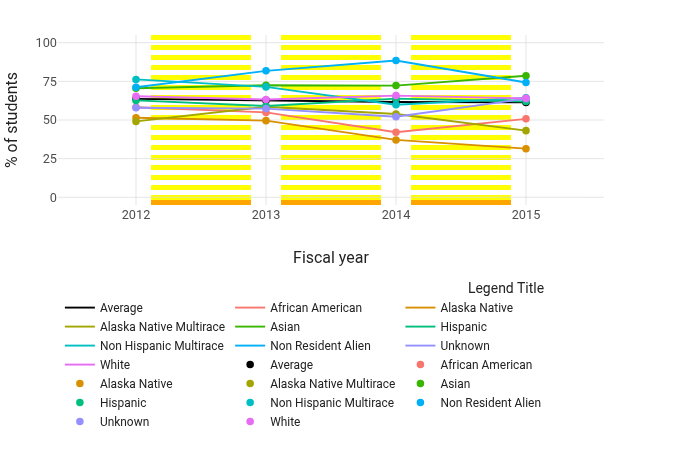 100
75
50
25
0
% of students
2012 2013 2014 2015
Fiscal year
Legend Title
Average African American Alaska Native
Alaska Native Multirace Asian Hispanic
Non Hispanic Multirace Non Resident Alien Unknown
White Average African American
Alaska Native Alaska Native Multirace Asian
Hispanic Non Hispanic Multirace Non Resident Alien
Unknown White